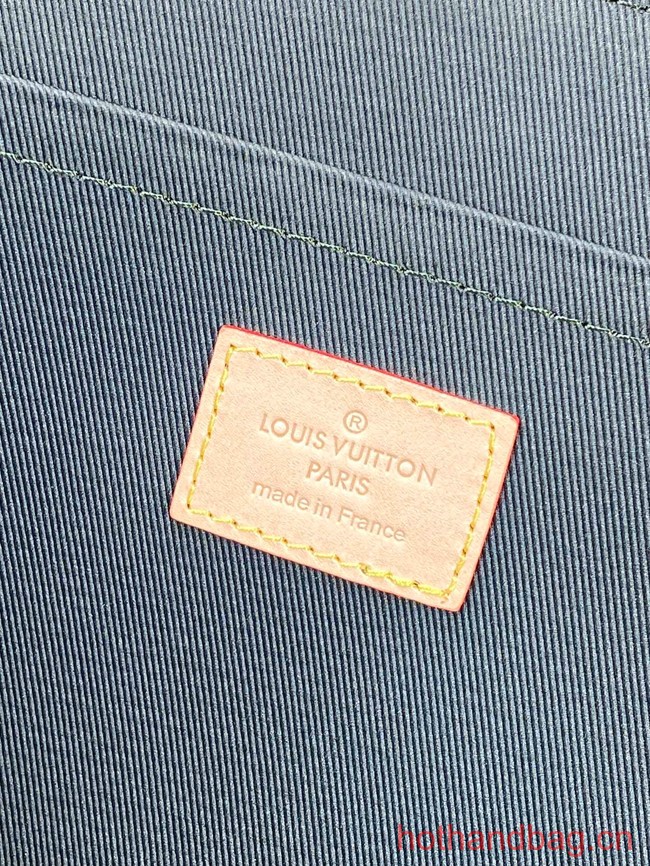 ®
LOUIS VUITTON
PARIS
made in France
hothandbag.cn